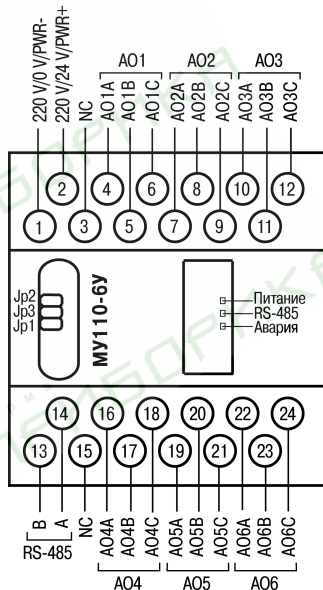 AO1 AO2 AO3
220 V/0 V/PWR-
220 V/24 V/PWR+
NC
AO1A
AO1B
AO1C
AO2A
AO2B
AO2C
AO3A
AO3B
AO3C
2 4 6 8 10 12
1 3 5 7 9 11
Jp2
Jp3
Jp1
МУ110-6У
Питание
RS-485
Авария
14 16 18 20 22 24
13 15 17 19 21 23
B
A
NC
AO4A
AO4B
AO4C
AO5A
AO5B
AO5C
AO6A
AO6B
AO6C
RS-485
AO4 AO5 AO6